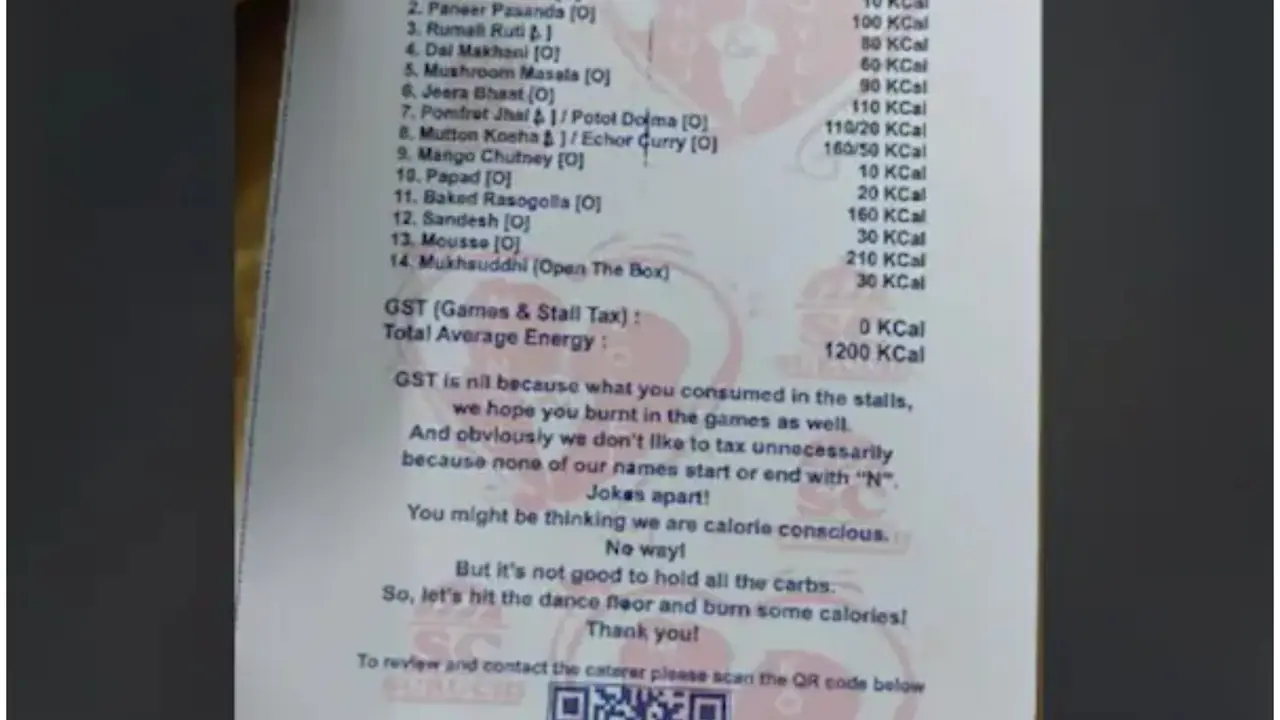 10 KCal
2. Paneer Pasanda [O] 100 KCal
3. Rumali Ruti ] 80 KCal
4. Dal Makhani [O] 60 KCal
5. Mushroom Masala [O] 90 KCal
6. Jeera Bhaat [O] 110 KCal
7. Pomfret Jhal ] / Potol Dolma [O] 110/20 KCal
8. Mutton Kosha ] / Echor Curry [O] 160/50 KCal
9. Mango Chutney [O] 10 KCal
10. Papad [O] 20 KCal
11. Baked Rasogolla [O] 160 KCal
12. Sandesh [O] 30 KCal
13. Mousse [O] 210 KCal
14. Mukhsuddhi (Open The Box) 30 KCal
GST (Games & Stall Tax) : 0 KCal
Total Average Energy : 1200 KCal
GST is nil because what you consumed in the stalls,
we hope you burnt in the games as well.
And obviously we don't like to tax unnecessarily
because none of our names start or end with "N".
Jokes apart!
You might be thinking we are calorie conscious.
No way!
But it's not good to hold all the carbs.
So, let's hit the dance floor and burn some calories!
Thank you!
To review and contact the caterer please scan the QR code below